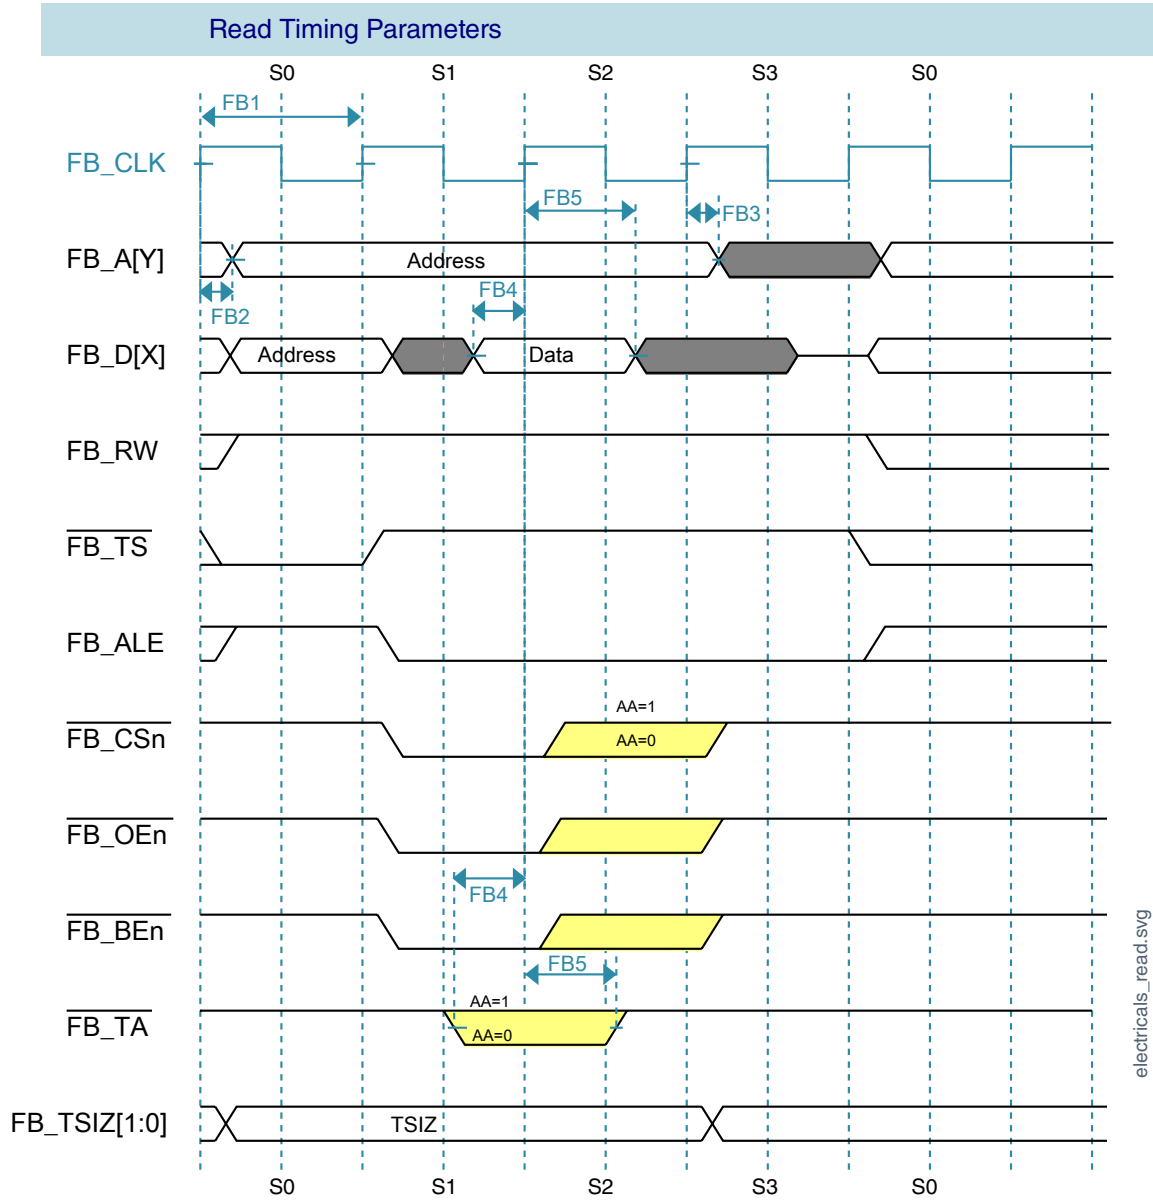 Read Timing Parameters
S0 S1 S2 S3 S0
FB1
FB_CLK
FB5
FB3
FB_A[Y]
Address
FB4
FB2
FB_D[X]
Address
Data
FB_RW
FB_TS
FB_ALE
AA=1
FB_CSn
AA=0
FB_OEn
FB4
FB_BEn
FB5
AA=1
FB_TA
AA=0
FB_TSIZ[1:0]
TSIZ
S0 S1 S2 S3 S0
electricals_read.svg